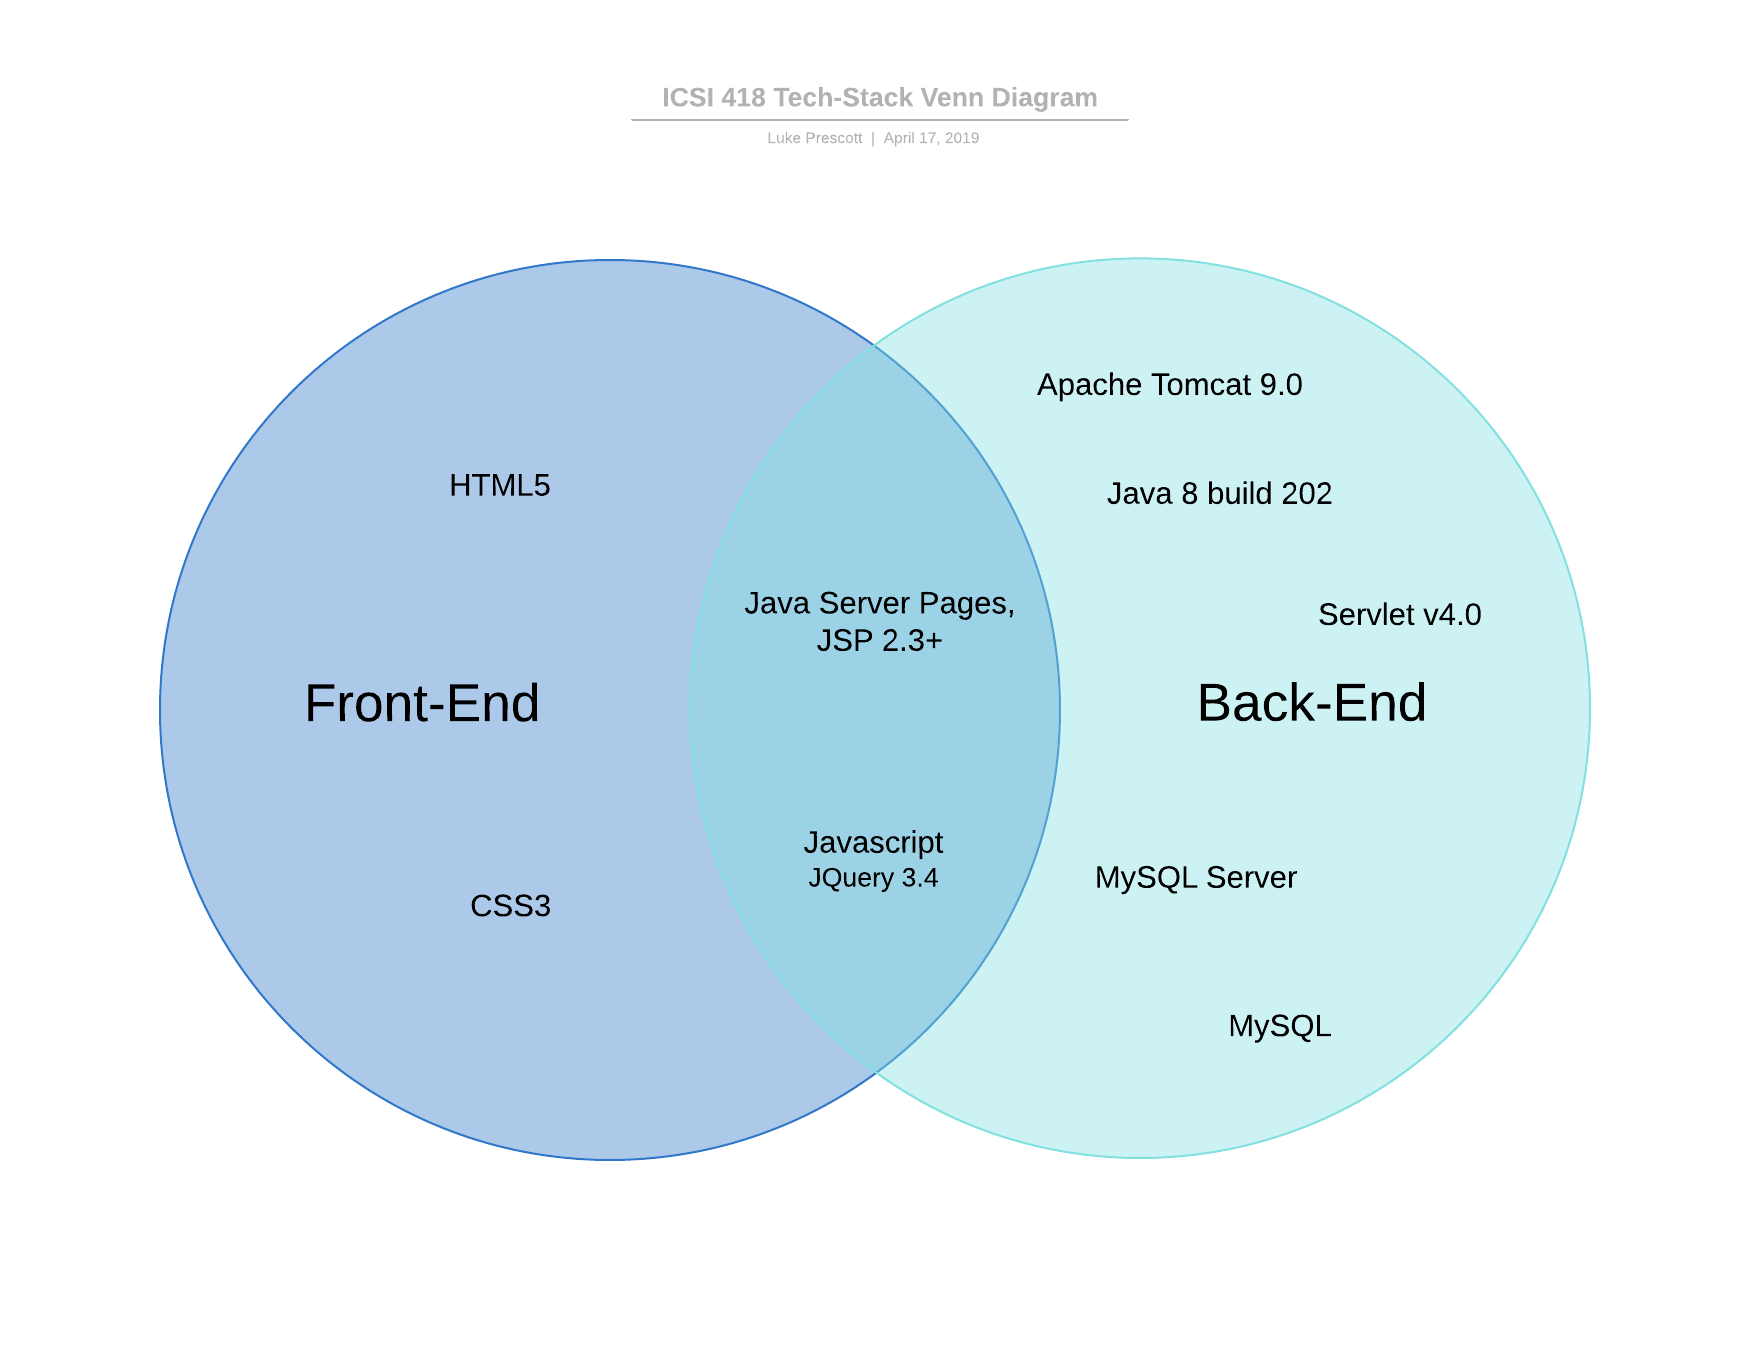 ICSI 418 Tech-Stack Venn Diagram
Luke Prescott | April 17, 2019
Apache Tomcat 9.0
HTML5
Java 8 build 202
Java Server Pages,
JSP 2.3+
Servlet v4.0
Front-End
Back-End
Javascript
JQuery 3.4
MySQL Server
CSS3
MySQL